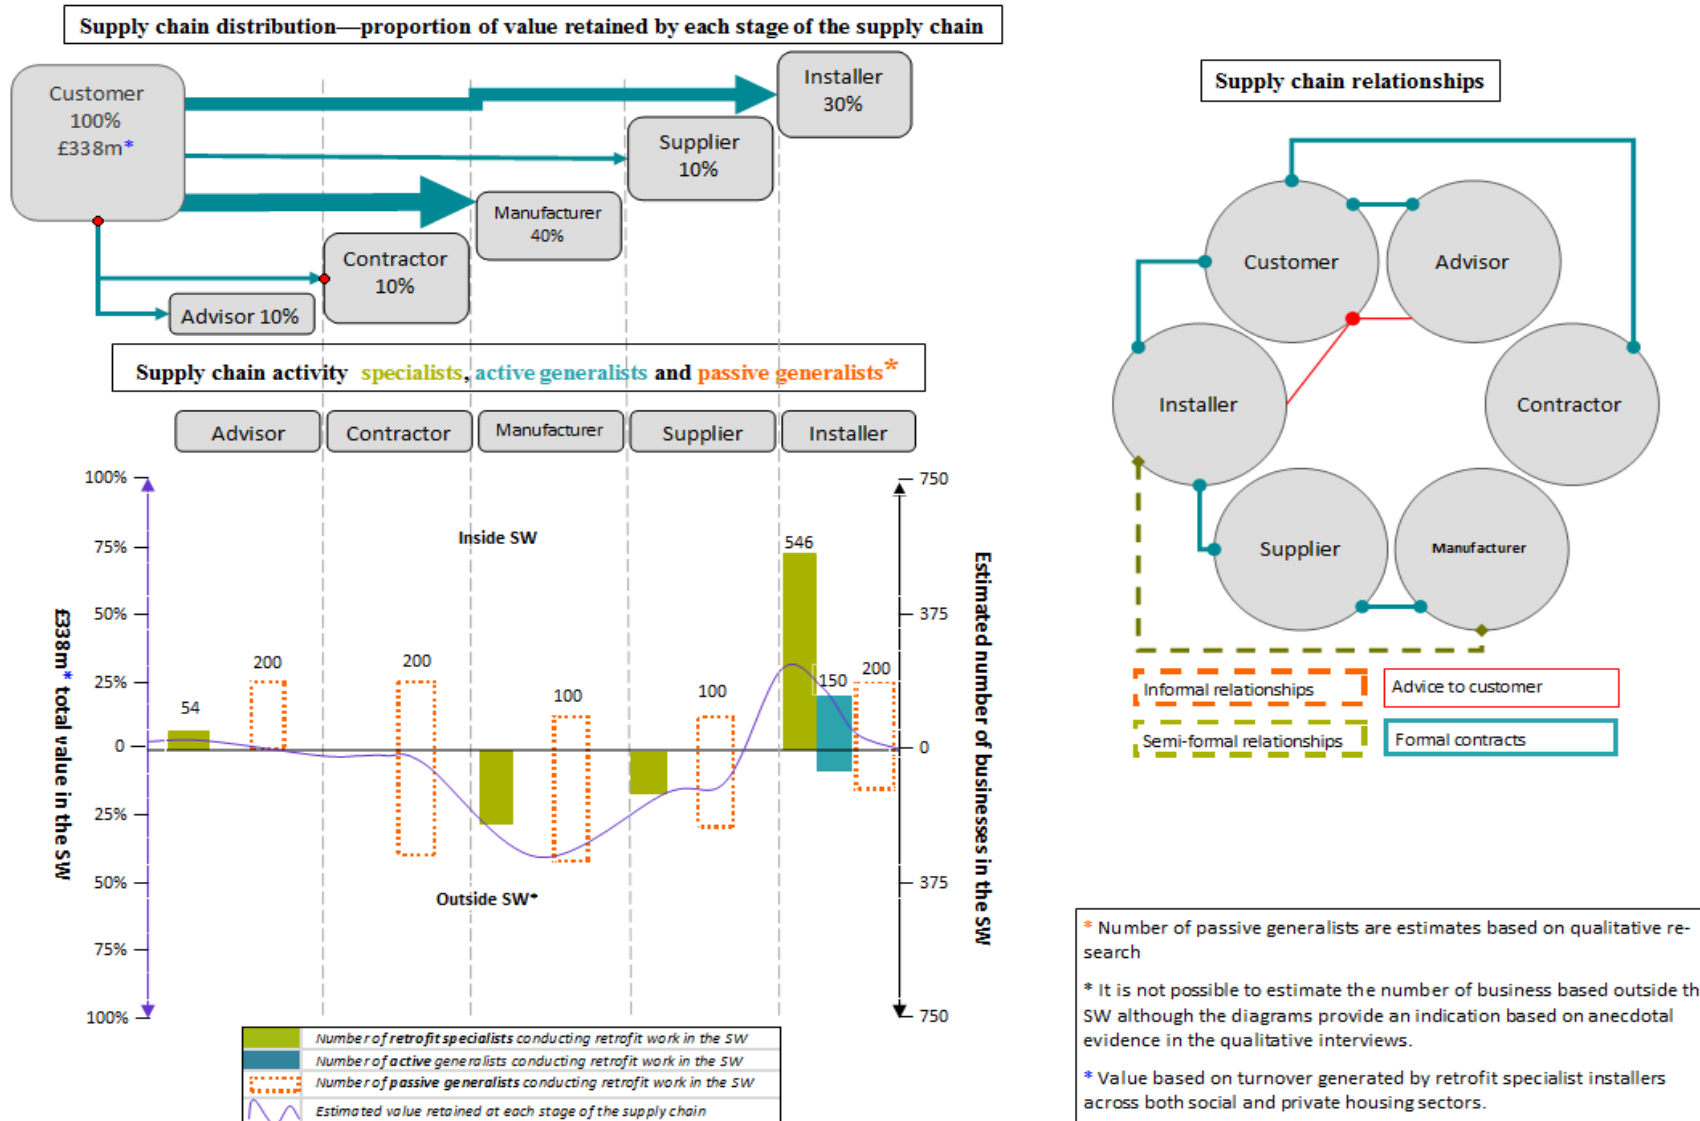 Supply chain distribution—proportion of value retained by each stage of the supply chain
Customer
100%
£338m*
Installer
30%
Supplier
10%
Manufacturer
40%
Contractor
10%
Advisor 10%
Supply chain activity specialists, active generalists and passive generalists*
Advisor
Contractor
Manufacturer
Supplier
Installer
100%
75%
50%
25%
0
25%
50%
75%
100%
£338m* total value in the SW
Inside SW
Outside SW*
54
200
200
100
100
546
150
200
750
375
0
375
750
Estimated number of businesses in the SW
Number of retrofit specialists conducting retrofit work in the SW
Number of active generalists conducting retrofit work in the SW
Number of passive generalists conducting retrofit work in the SW
Estimated value retained at each stage of the supply chain
Supply chain relationships
Customer
Advisor
Installer
Contractor
Supplier
Manufacturer
Informal relationships
Advice to customer
Semi-formal relationships
Formal contracts
* Number of passive generalists are estimates based on qualitative re-
search
* It is not possible to estimate the number of business based outside th
SW although the diagrams provide an indication based on anecdotal
evidence in the qualitative interviews.
* Value based on turnover generated by retrofit specialist installers
across both social and private housing sectors.